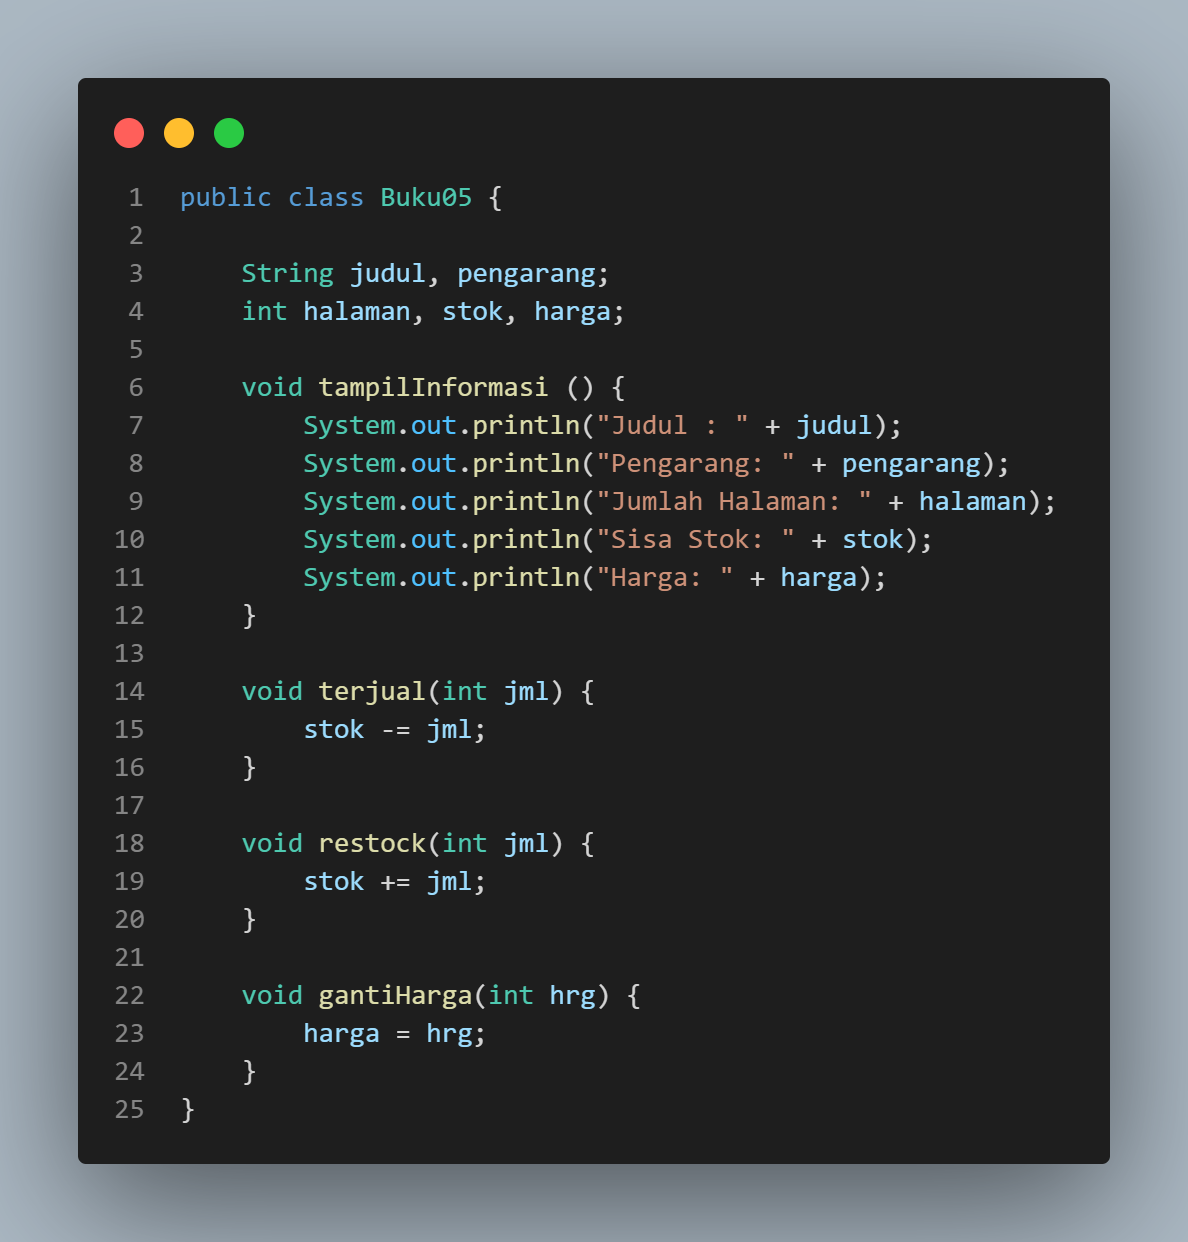 1 public class Buku05 {
2
3     String judul, pengarang;
4     int halaman, stok, harga;
5
6     void tampilInformasi () {
7         System.out.println("Judul : " + judul);
8         System.out.println("Pengarang: " + pengarang);
9         System.out.println("Jumlah Halaman: " + halaman);
10         System.out.println("Sisa Stok: " + stok);
11         System.out.println("Harga: " + harga);
12     }
13
14     void terjual(int jml) {
15         stok -= jml;
16     }
17
18     void restock(int jml) {
19         stok += jml;
20     }
21
22     void gantiHarga(int hrg) {
23         harga = hrg;
24     }
25 }